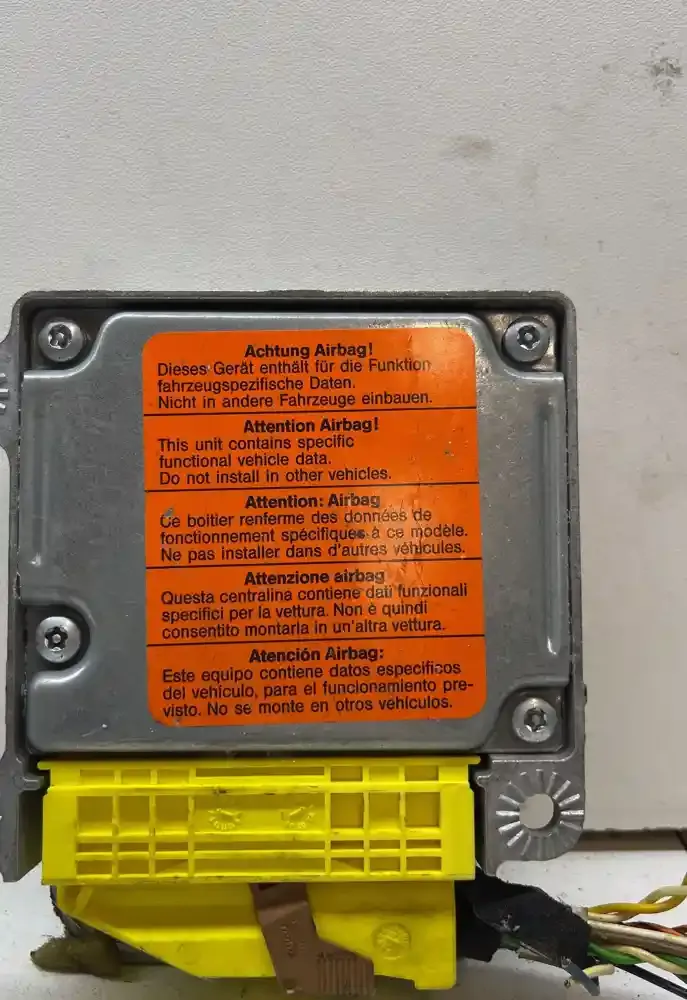 Achtung Airbag!
Dieses Gerät enthält für die Funktion
fahrzeugspezifische Daten.
Nicht in andere Fahrzeuge einbauen.
Attention Airbag!
This unit contains specific
functional vehicle data.
Do not install in other vehicles.
Attention: Airbag
Ce boitier renferme des données de
fonctionnement spécifiques à ce modèle.
Ne pas installer dans d'autres véhicules.
Attenzione airbag
Questa centralina contiene dati funzionali
specifici per la vettura. Non è quindi
consentito montarla in un'altra vettura.
Atención Airbag:
Este equipo contiene datos especificos
del vehículo, para el funcionamiento pre-
visto. No se monte en otros vehículos.